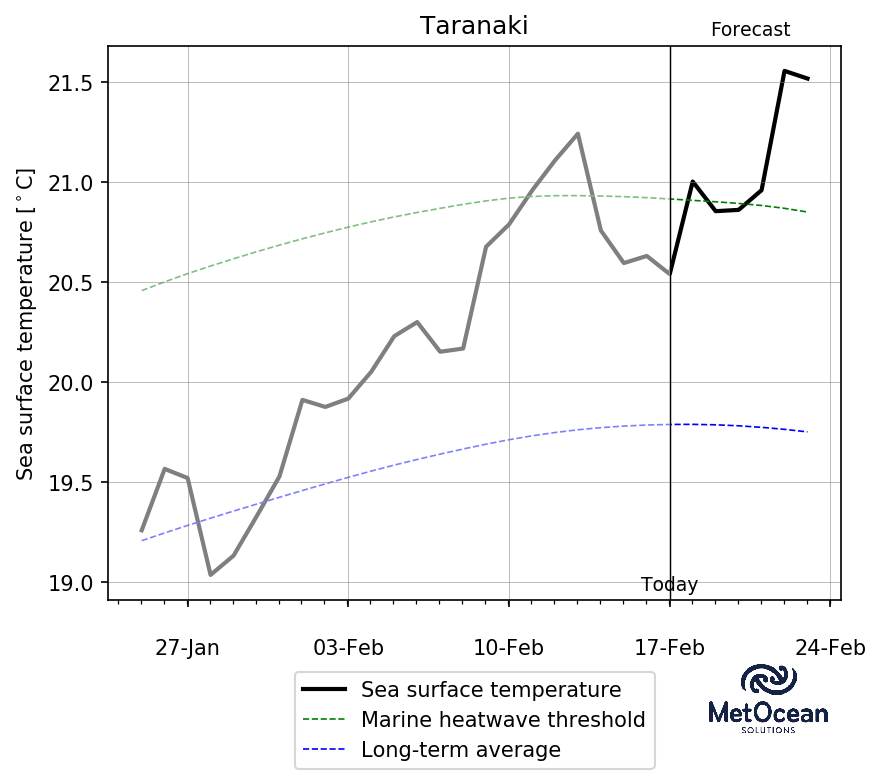 Taranaki
Forecast
Sea surface temperature [°C]
21.5
21.0
20.5
20.0
19.5
19.0
Today
27-Jan
03-Feb
10-Feb
17-Feb
24-Feb
Sea surface temperature
Marine heatwave threshold
Long-term average
MetOcean
SOLUTIONS